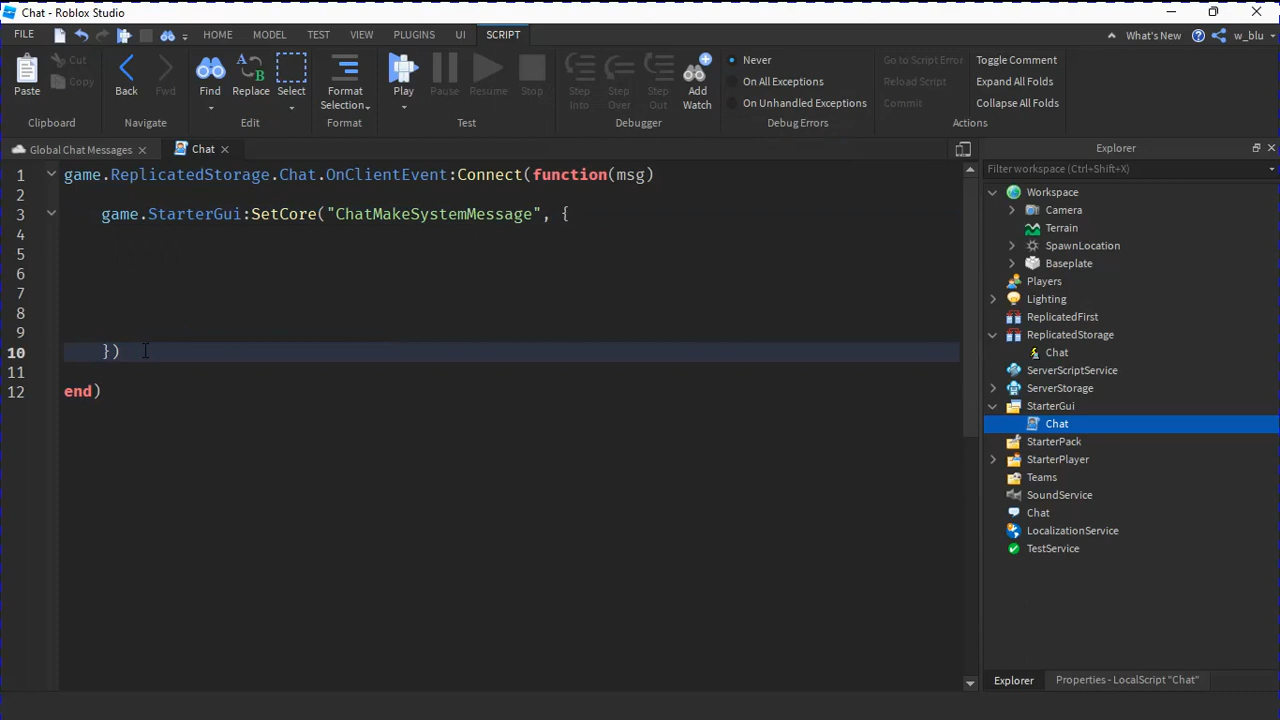 Chat - Roblox Studio
FILE HOME MODEL TEST VIEW PLUGINS UI SCRIPT What's New w_blu
Paste Cut Copy Back Fwd Find Replace Select Format Selection Play Pause Resume Stop Step Into Step Over Step Out Add Watch
Never On All Exceptions On Unhandled Exceptions
Go to Script Error Reload Script Commit
Toggle Comment Expand All Folds Collapse All Folds
Clipboard Navigate Edit Format Test Debugger Debug Errors Actions
Global Chat Messages Chat
1 game.ReplicatedStorage.Chat.OnClientEvent:Connect(function(msg)
2
3 game.StarterGui:SetCore("ChatMakeSystemMessage", {
4
5
6
7
8
9
10 })
11
12 end)
Explorer
Filter workspace (Ctrl+Shift+X)
Workspace
Camera
Terrain
SpawnLocation
Baseplate
Players
Lighting
ReplicatedFirst
ReplicatedStorage
Chat
ServerScriptService
ServerStorage
StarterGui
Chat
StarterPack
StarterPlayer
Teams
SoundService
Chat
LocalizationService
TestService
Explorer Properties - LocalScript "Chat"